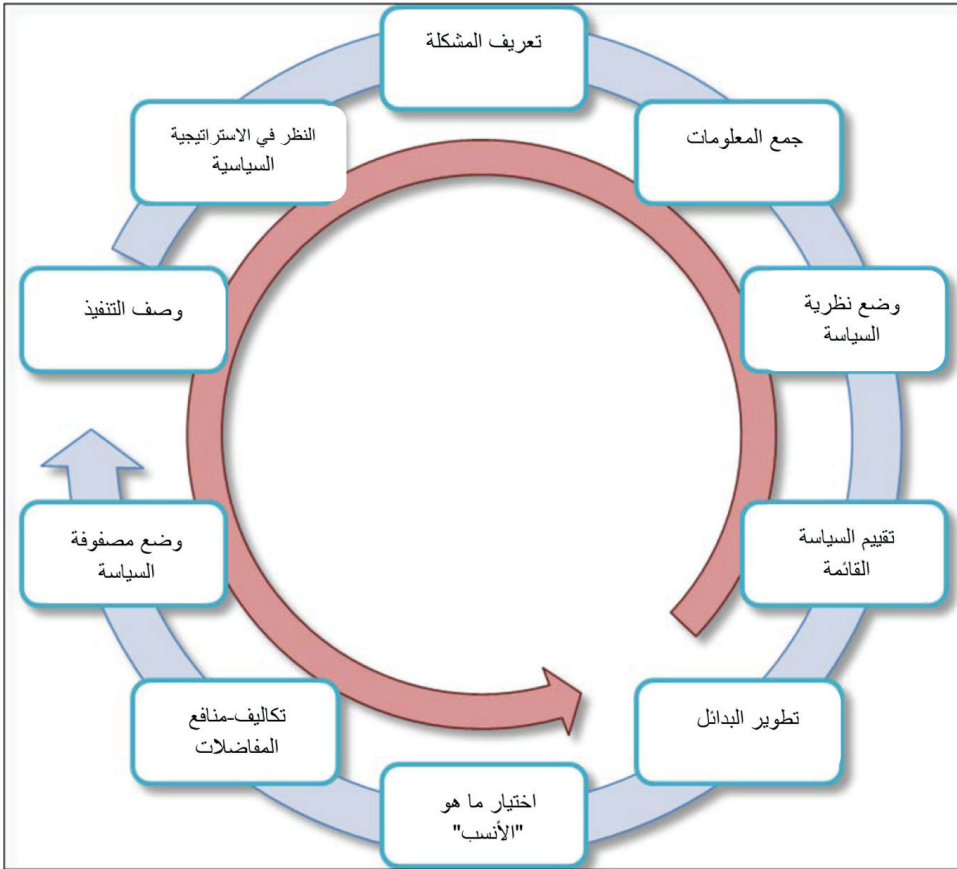 تعريف المشكلة
جمع المعلومات
وضع نظرية
السياسة
تقييم السياسة
القائمة
تطوير البدائل
اختيار ما هو
"الأنسب"
تكاليف-منافع
المفاضلات
وضع مصفوفة
السياسة
وصف التنفيذ
النظر في الاستراتيجية
السياسية